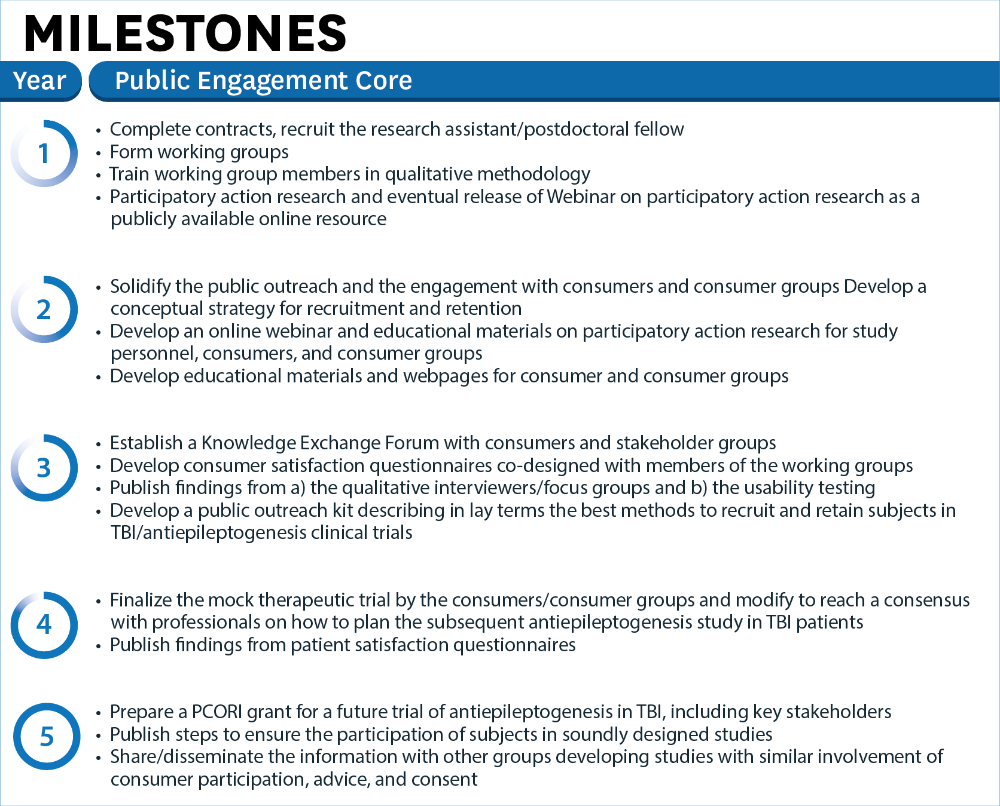 MILESTONES
Year Public Engagement Core
1
• Complete contracts, recruit the research assistant/postdoctoral fellow
• Form working groups
• Train working group members in qualitative methodology
• Participatory action research and eventual release of Webinar on participatory action research as a
publicly available online resource
2
• Solidify the public outreach and the engagement with consumers and consumer groups Develop a
conceptual strategy for recruitment and retention
• Develop an online webinar and educational materials on participatory action research for study
personnel, consumers, and consumer groups
• Develop educational materials and webpages for consumer and consumer groups
3
• Establish a Knowledge Exchange Forum with consumers and stakeholder groups
• Develop consumer satisfaction questionnaires co-designed with members of the working groups
• Publish findings from a) the qualitative interviewers/focus groups and b) the usability testing
• Develop a public outreach kit describing in lay terms the best methods to recruit and retain subjects in
TBI/antiepileptogenesis clinical trials
4
• Finalize the mock therapeutic trial by the consumers/consumer groups and modify to reach a consensus
with professionals on how to plan the subsequent antiepileptogenesis study in TBI patients
• Publish findings from patient satisfaction questionnaires
5
• Prepare a PCORI grant for a future trial of antiepileptogenesis in TBI, including key stakeholders
• Publish steps to ensure the participation of subjects in soundly designed studies
• Share/disseminate the information with other groups developing studies with similar involvement of
consumer participation, advice, and consent